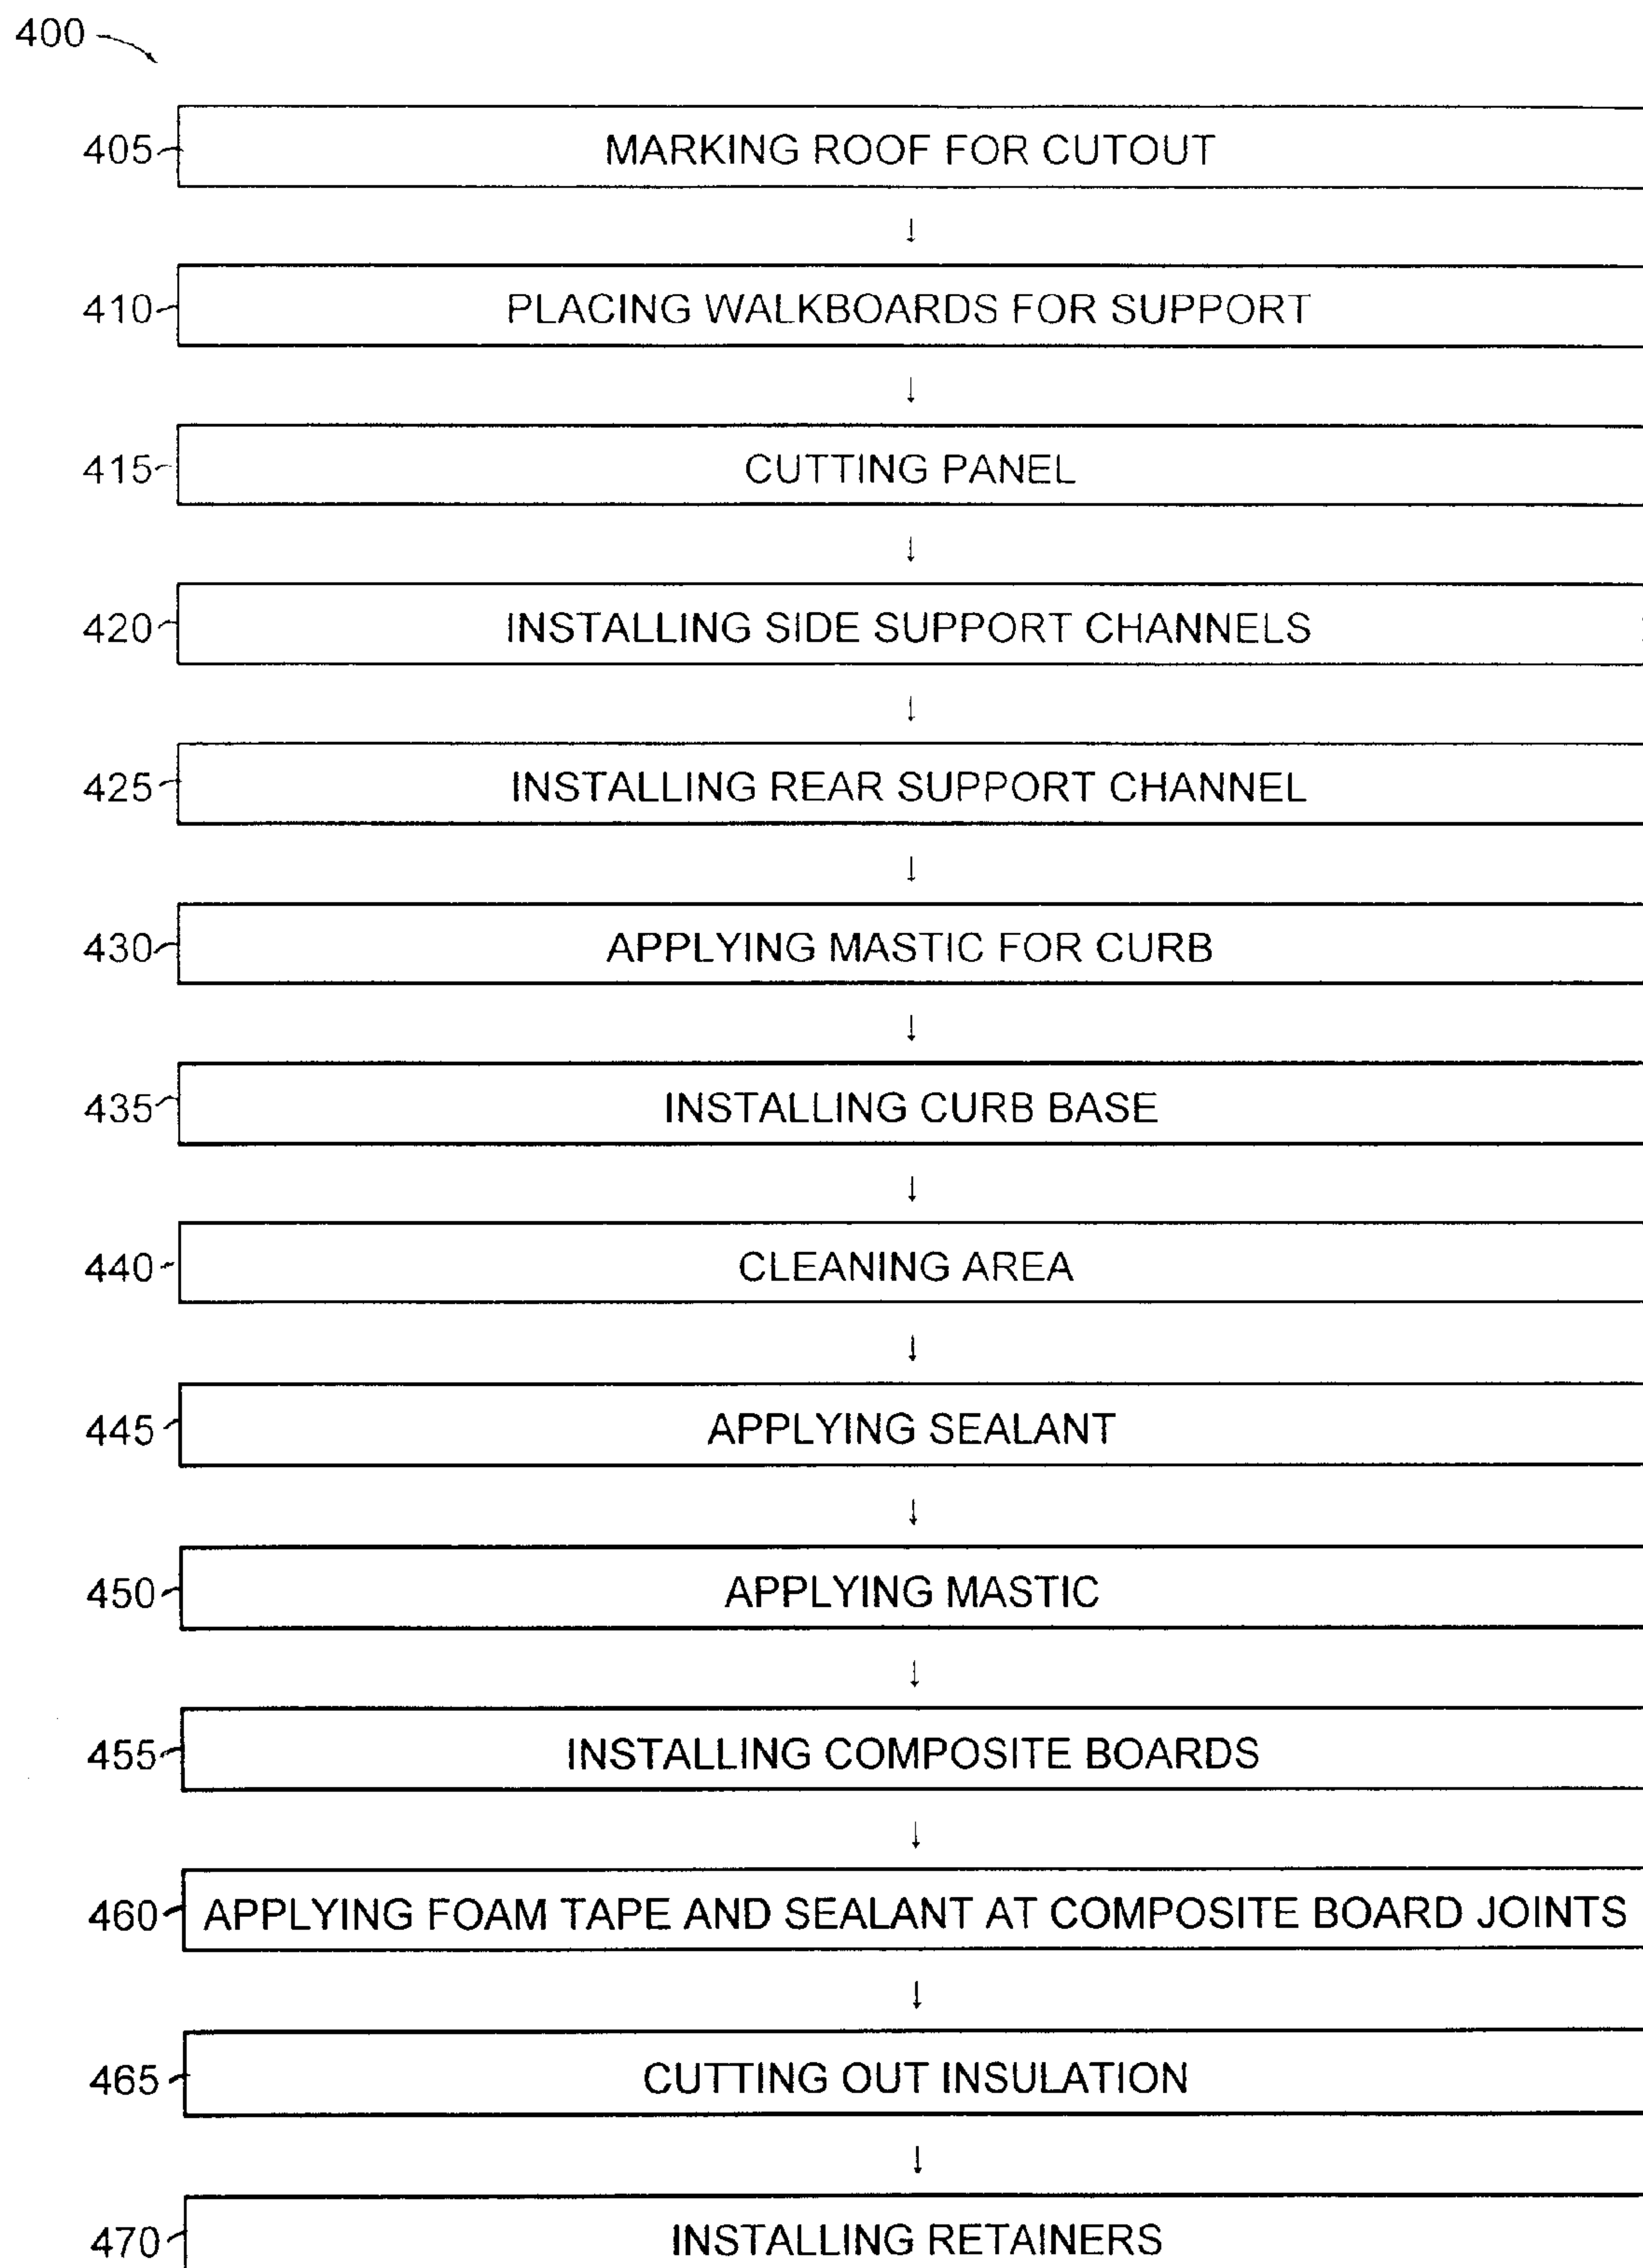 400
405 MARKING ROOF FOR CUTOUT
410 PLACING WALKBOARDS FOR SUPPORT
415 CUTTING PANEL
420 INSTALLING SIDE SUPPORT CHANNELS
425 INSTALLING REAR SUPPORT CHANNEL
430 APPLYING MASTIC FOR CURB
435 INSTALLING CURB BASE
440 CLEANING AREA
445 APPLYING SEALANT
450 APPLYING MASTIC
455 INSTALLING COMPOSITE BOARDS
460 APPLYING FOAM TAPE AND SEALANT AT COMPOSITE BOARD JOINTS
465 CUTTING OUT INSULATION
470 INSTALLING RETAINERS